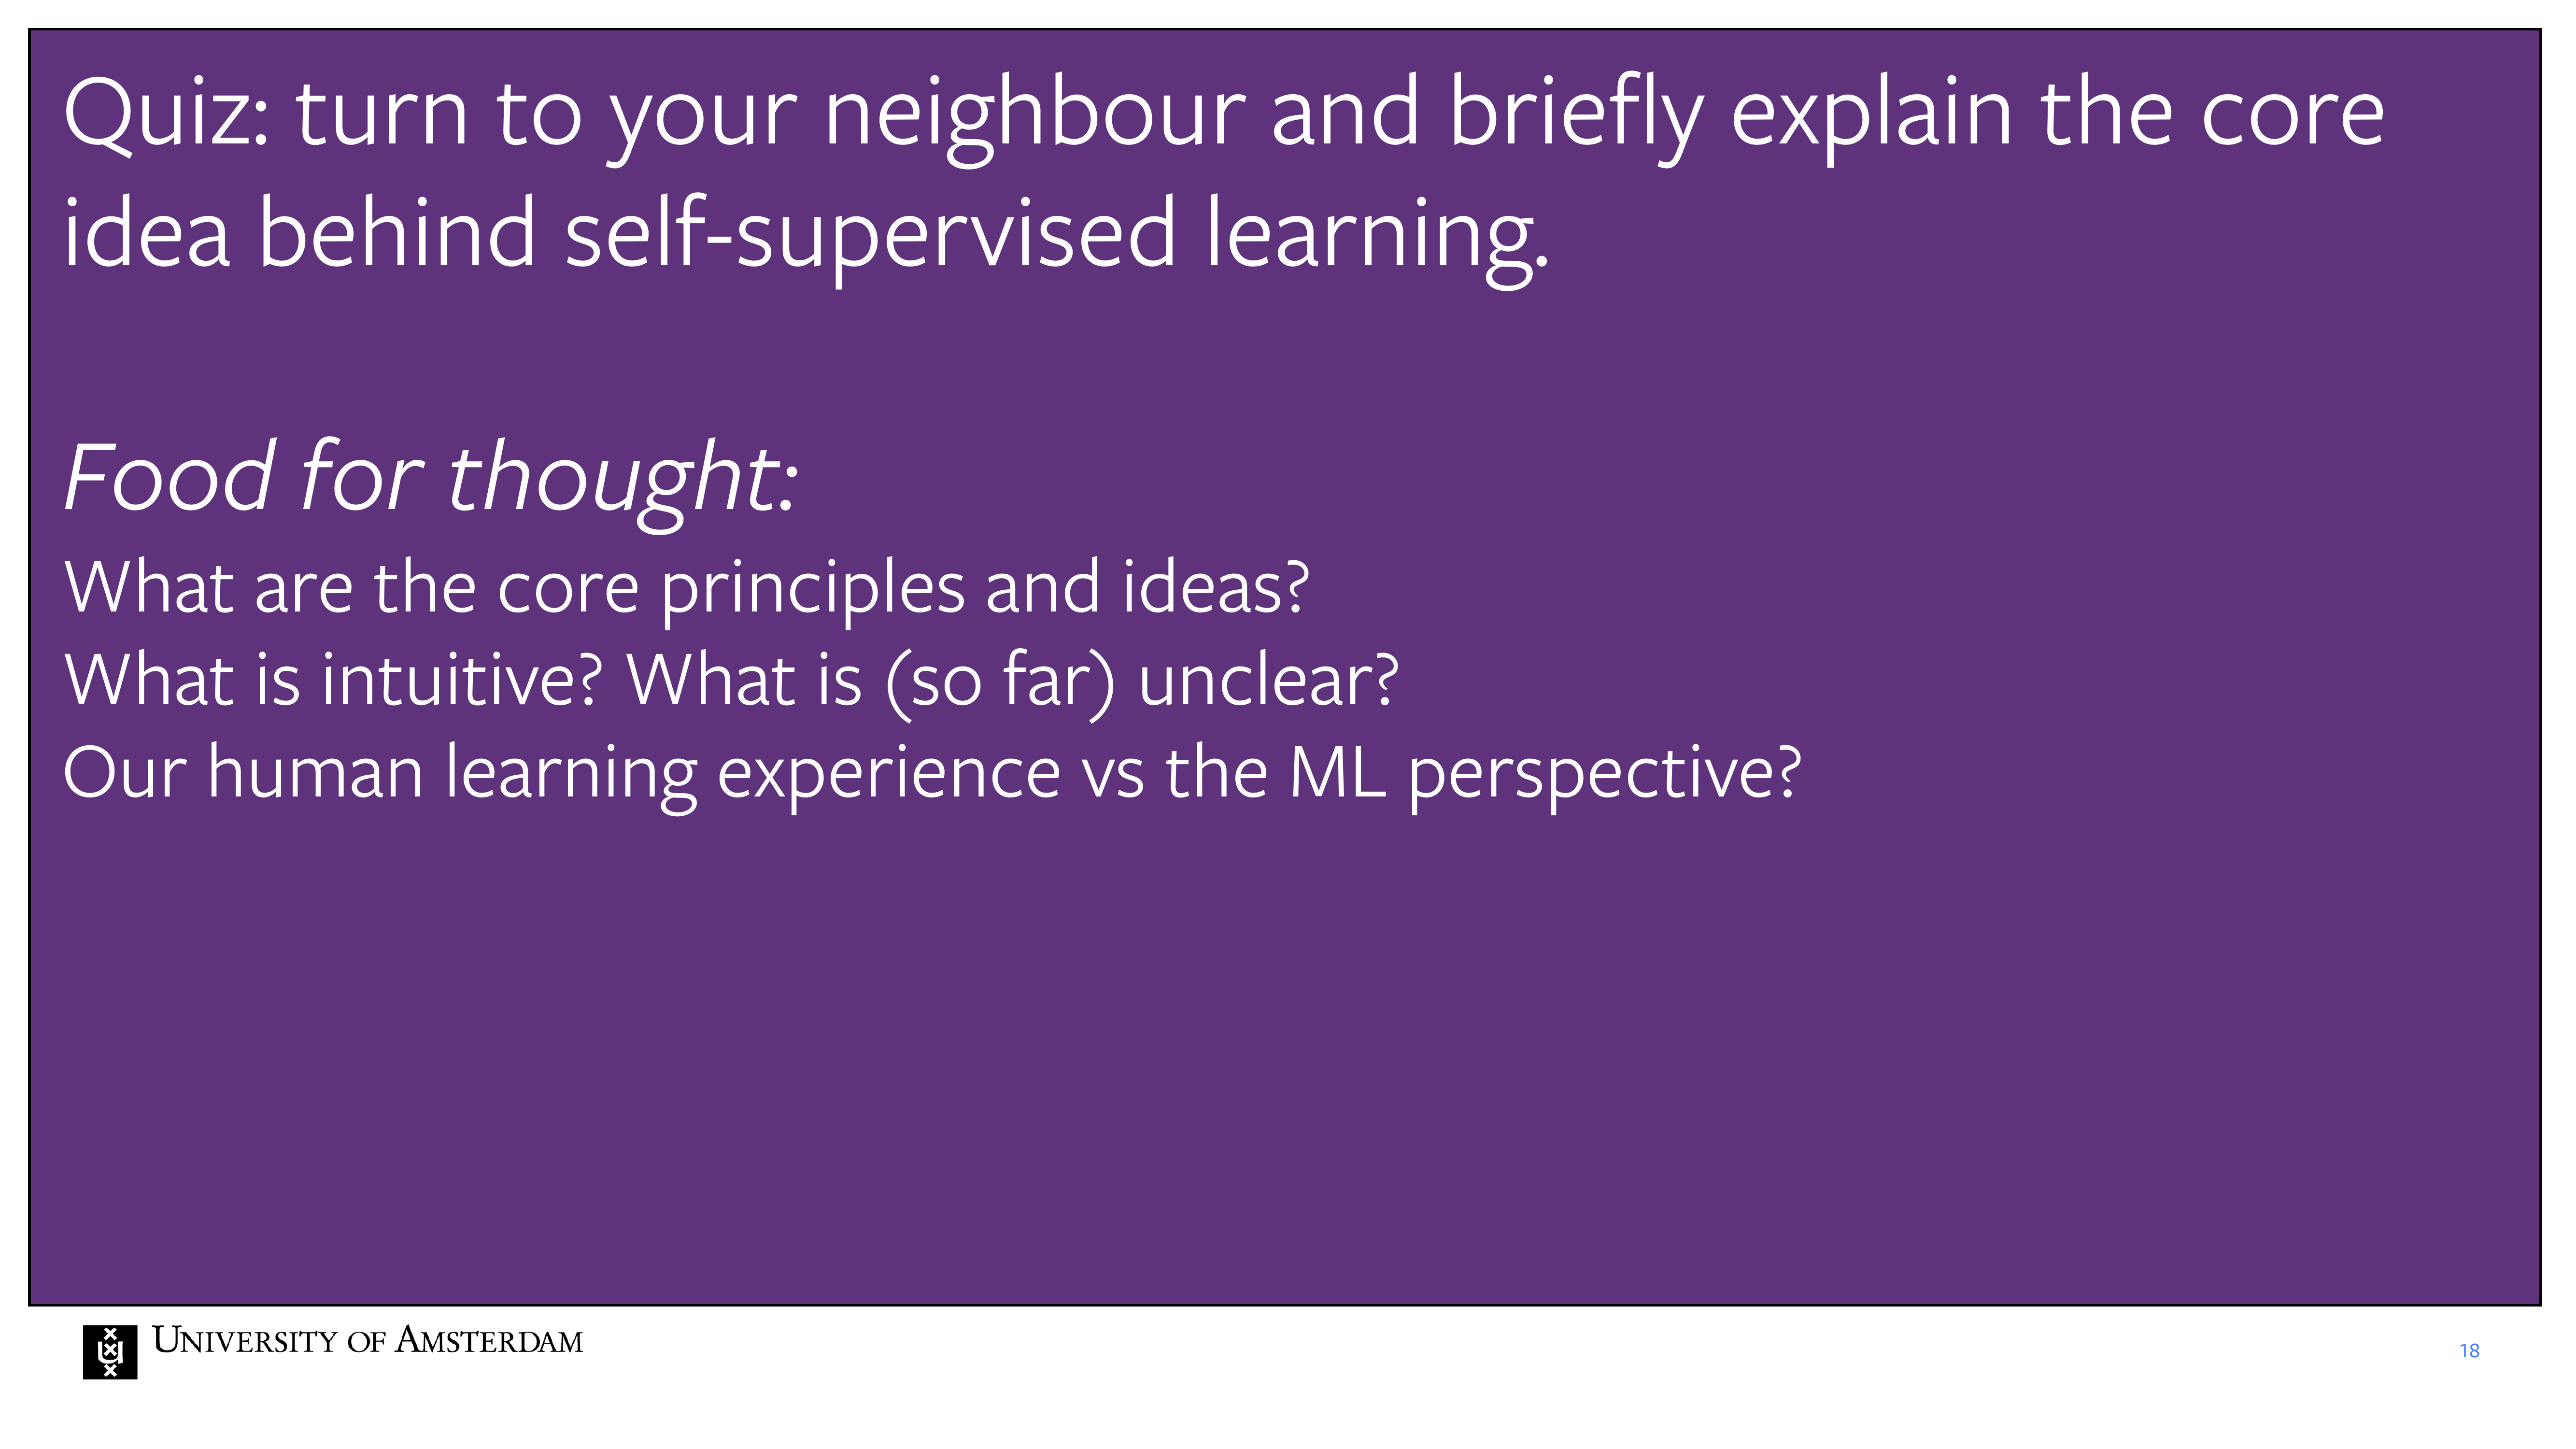 Quiz: turn to your neighbour and briefly explain the core
idea behind self-supervised learning.
Food for thought:
What are the core principles and ideas?
What is intuitive? What is (so far) unclear?
Our human learning experience vs the ML perspective?
UNIVERSITY OF AMSTERDAM
18